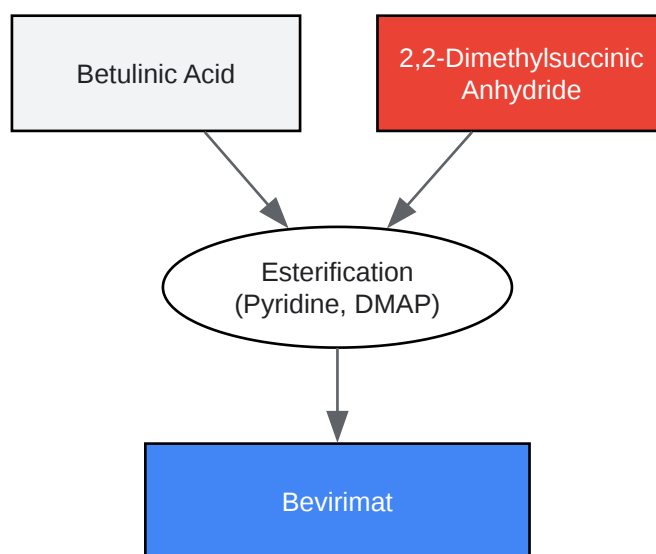 Betulinic Acid
2,2-Dimethylsuccinic
Anhydride
Esterification
(Pyridine, DMAP)
Bevirimat